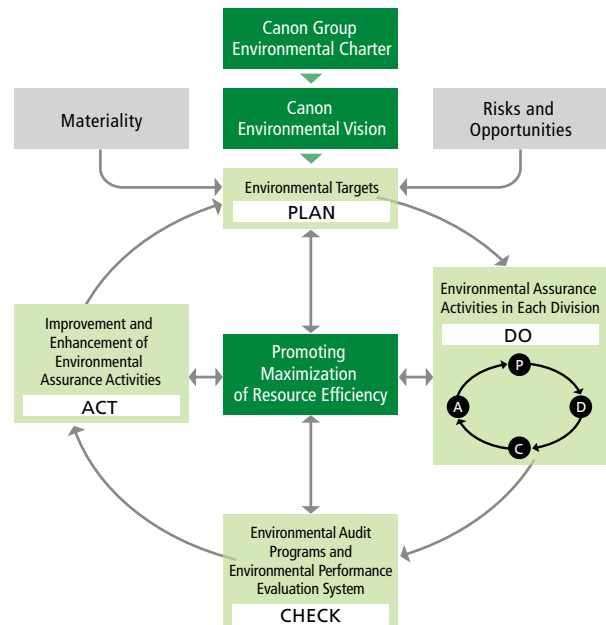 Canon Group
Environmental Charter
Materiality
Canon
Environmental Vision
Risks and
Opportunities
Environmental Targets
PLAN
Environmental Assurance
Activities in Each Division
DO
P
A
D
C
Improvement and
Enhancement of
Environmental
Assurance Activities
ACT
Promoting
Maximization
of Resource Efficiency
Environmental Audit
Programs and
Environmental Performance
Evaluation System
CHECK